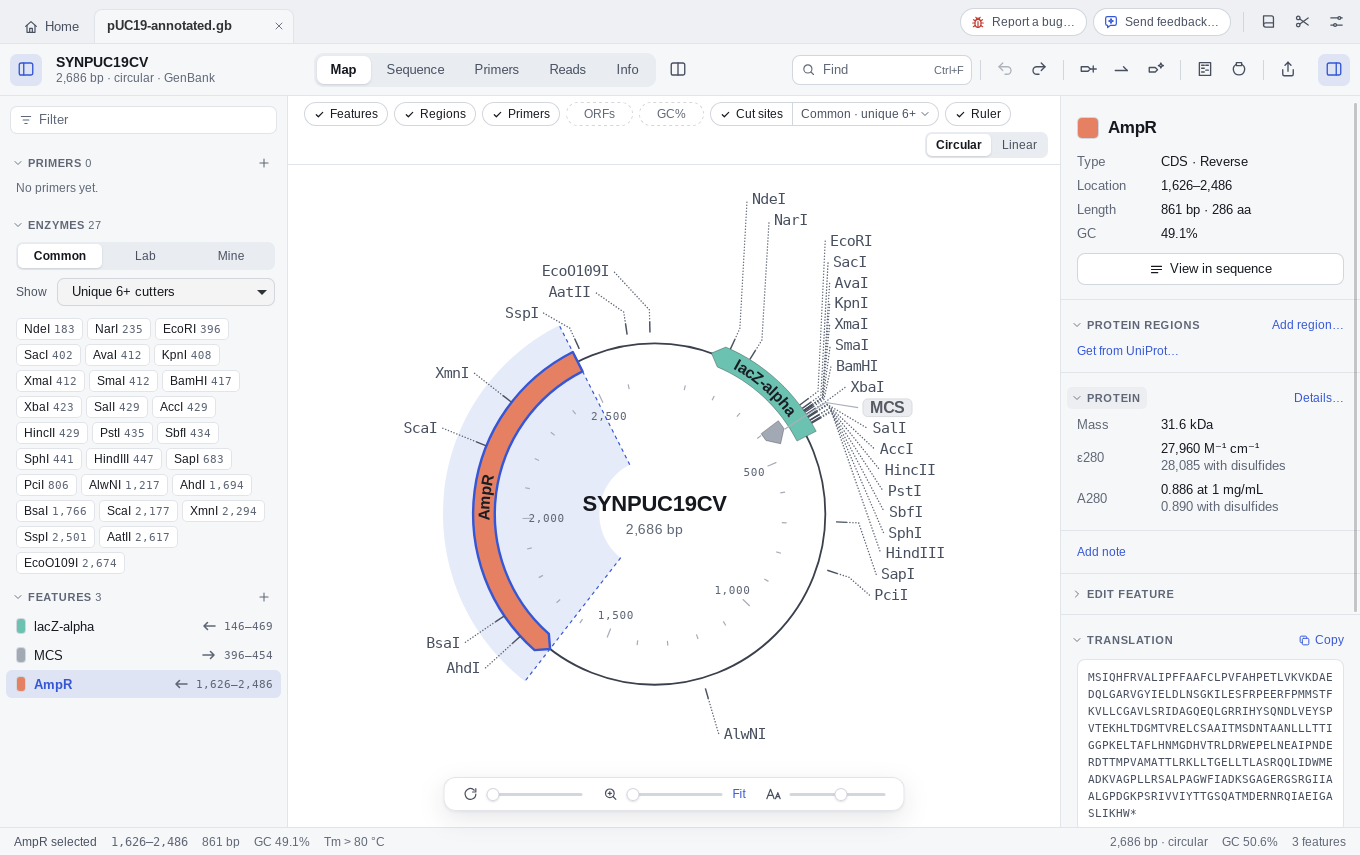 Home
pUC19-annotated.gb
Report a bug…
Send feedback…
SYNPUC19CV
2,686 bp · circular · GenBank
Map
Sequence
Primers
Reads
Info
Find
Ctrl+F
Filter
PRIMERS 0
No primers yet.
ENZYMES 27
Common
Lab
Mine
Show
Unique 6+ cutters
NdeI 183
NarI 235
EcoRI 396
SacI 402
AvaI 412
KpnI 408
XmaI 412
SmaI 412
BamHI 417
XbaI 423
SalI 429
AccI 429
HincII 429
PstI 435
SbfI 434
SphI 441
HindIII 447
SapI 683
PciI 806
AlwNI 1,217
AhdI 1,694
BsaI 1,766
ScaI 2,177
XmnI 2,294
SspI 2,501
AatII 2,617
EcoO109I 2,674
FEATURES 3
lacZ-alpha
146–469
MCS
396–454
AmpR
1,626–2,486
Features
Regions
Primers
ORFs
GC%
Cut sites
Common · unique 6+
Ruler
Circular
Linear
NdeI
NarI
EcoRI
SacI
AvaI
KpnI
XmaI
SmaI
BamHI
XbaI
MCS
SalI
AccI
HincII
PstI
SbfI
SphI
HindIII
SapI
PciI
AlwNI
AhdI
BsaI
ScaI
XmnI
SspI
AatII
EcoO109I
lacZ-alpha
AmpR
500
1,000
1,500
2,000
2,500
SYNPUC19CV
2,686 bp
Fit
AmpR
Type
CDS · Reverse
Location
1,626–2,486
Length
861 bp · 286 aa
GC
49.1%
View in sequence
PROTEIN REGIONS
Add region…
Get from UniProt…
PROTEIN
Details…
Mass
31.6 kDa
ε280
27,960 M⁻¹ cm⁻¹
28,085 with disulfides
A280
0.886 at 1 mg/mL
0.890 with disulfides
Add note
EDIT FEATURE
TRANSLATION
Copy
MSIQHFRVALIPFFAAFCLPVFAHPETLVKVKDAE
DQLGARVGYIELDLNSGKILESFRPEERFPMMSTF
KVLLCGAVLSRIDAGQEQLGRRIHYSQNDLVEYSP
VTEKHLTDGMTVRELCSAAITMSDNTAANLLLTTI
GGPKELTAFLHNMGDHVTRLDRWEPELNEAIPNDE
RDTTMPVAMATTLRKLLTGELLTLASRQQLIDWME
ADKVAGPLLRSALPAGWFIADKSGAGERGSRGIIA
ALGPDGKPSRIVVIYTTGSQATMDERNRQIAEIGA
SLIKHW*
AmpR selected
1,626–2,486
861 bp
GC 49.1%
Tm > 80 °C
2,686 bp · circular
GC 50.6%
3 features